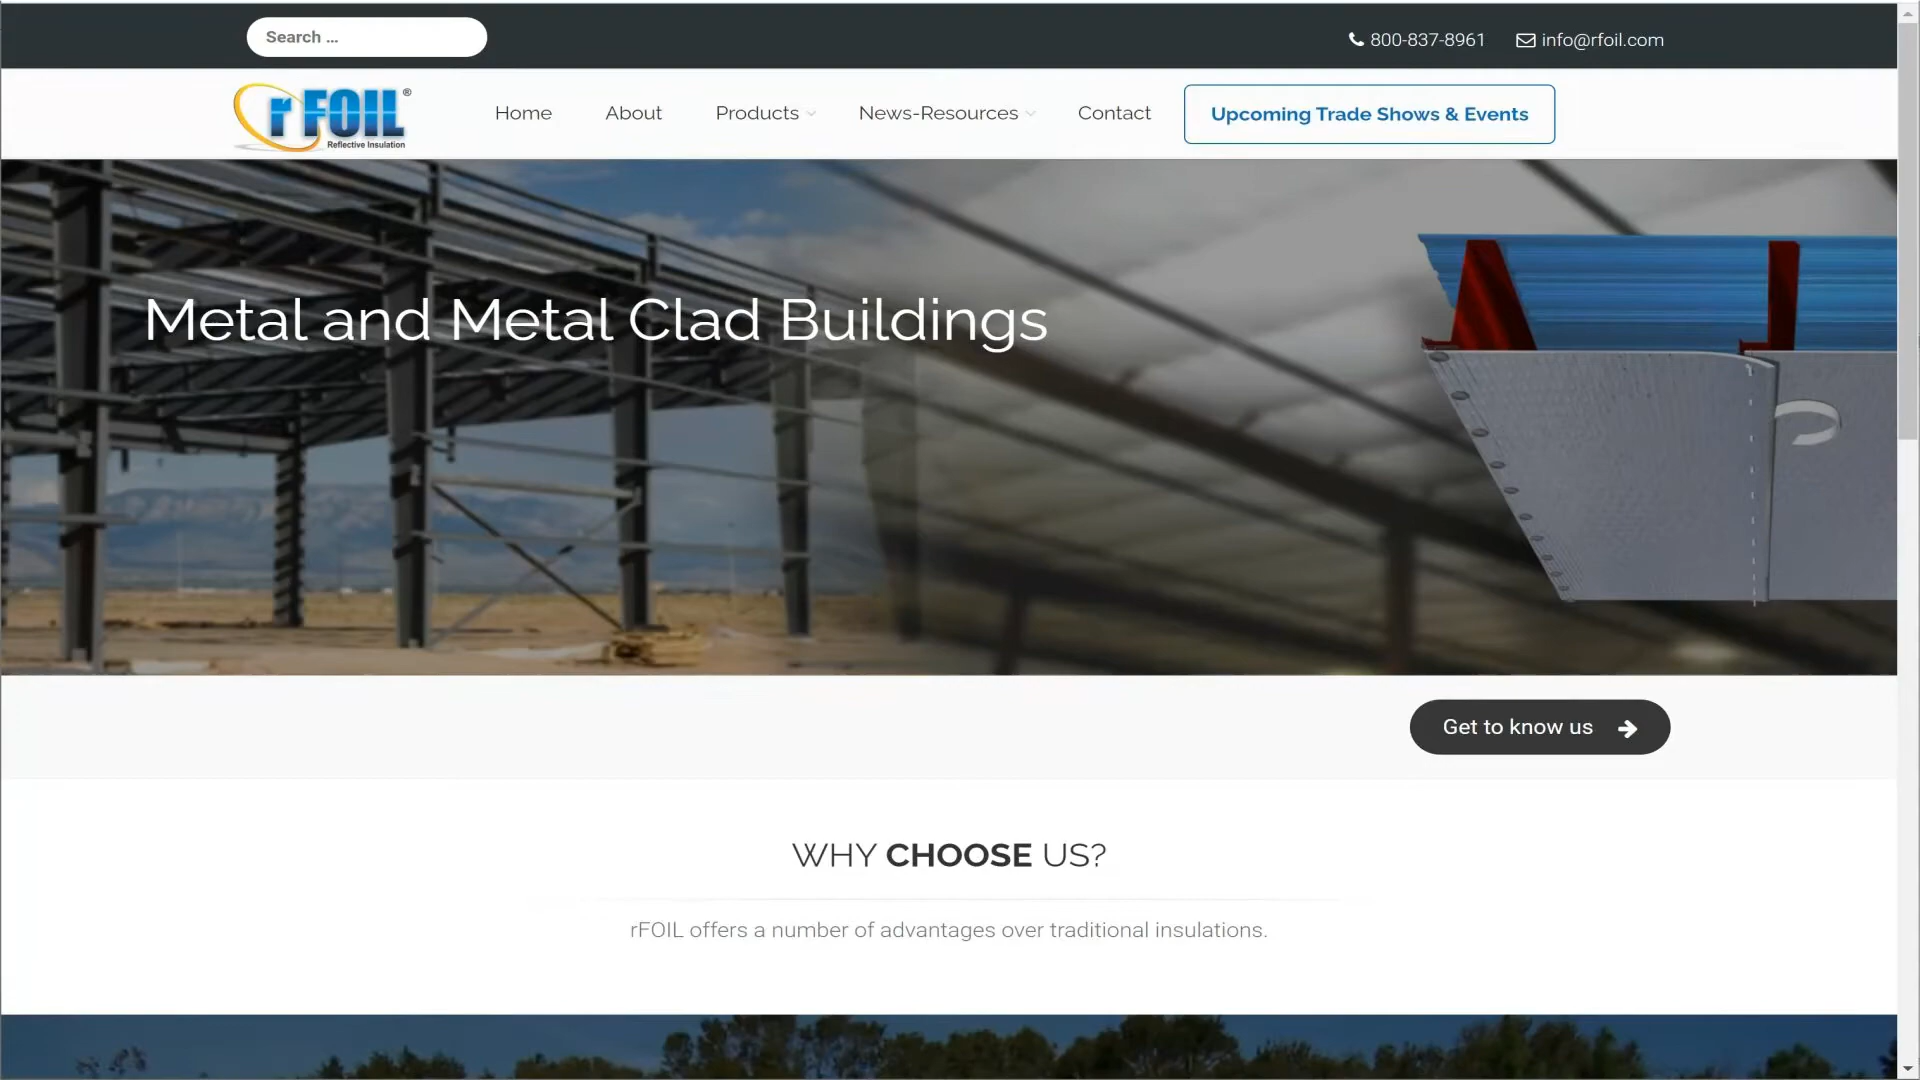 Search ...
800-837-8961
info@rfoil.com
rFOIL®
Reflective Insulation
Home
About
Products
News-Resources
Contact
Upcoming Trade Shows & Events
Metal and Metal Clad Buildings
Get to know us
WHY CHOOSE US?
rFOIL offers a number of advantages over traditional insulations.